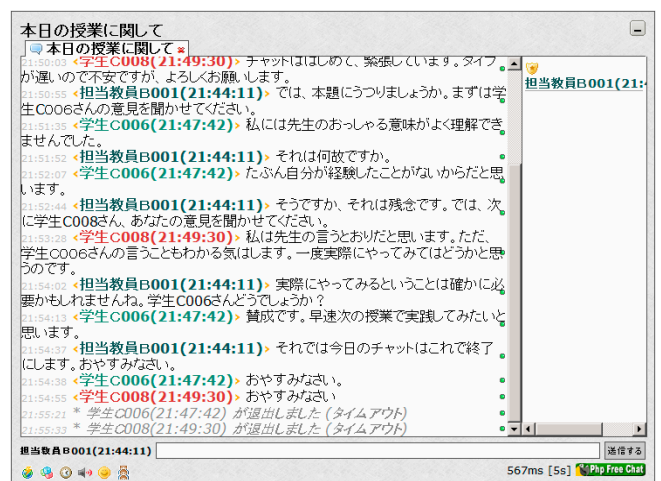 本日の授業に関して
本日の授業に関して
21:50:03 ‹学生C008(21:49:30)› チャットははじめて、緊張しています。タイプ
が遅いので不安ですが、よろしくお願いします。
21:50:55 ‹担当教員B001(21:44:11)› では、本題にうつりましょうか。まずは学
生C006さんの意見を聞かせてください。
21:51:35 ‹学生C006(21:47:42)› 私には先生のおっしゃる意味がよく理解でき
ませんでした。
21:51:52 ‹担当教員B001(21:44:11)› それは何故ですか。
21:52:07 ‹学生C006(21:47:42)› たぶん自分が経験したことがないからだと思
います。
21:52:44 ‹担当教員B001(21:44:11)› そうですか、それは残念です。では、次
に学生C008さん、あなたの意見を聞かせてください。
21:53:28 ‹学生C008(21:49:30)› 私は先生の言うとおりだと思います。ただ、
学生C006さんの言うこともわかる気はします。一度実際にやってみてはどうかと思
うのです。
21:54:02 ‹担当教員B001(21:44:11)› 実際にやってみるということは確かに必
要かもしれませんね。学生C006さんどうでしょうか？
21:54:13 ‹学生C006(21:47:42)› 賛成です。早速次の授業で実践してみたいと
思います。
21:54:37 ‹担当教員B001(21:44:11)› それでは今日のチャットはこれで終了
にします。おやすみなさい。
21:54:38 ‹学生C006(21:47:42)› おやすみなさい。
21:54:55 ‹学生C008(21:49:30)› おやすみなさい
21:55:21 * 学生C006(21:47:42) が退出しました (タイムアウト)
21:55:33 * 学生C008(21:49:30) が退出しました (タイムアウト)
担当教員B001(21:4
担当教員B001(21:44:11)
送信する
567ms [5s] Php Free Chat